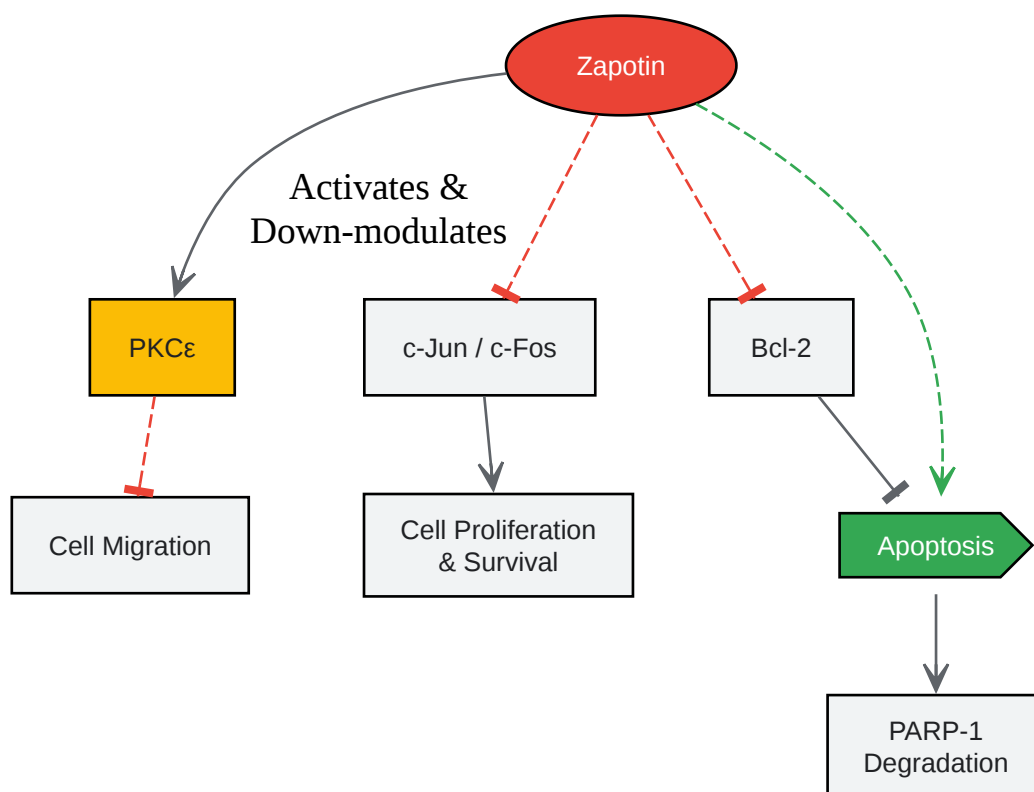 Zapotin
Activates &
Down-modulates
PKCε
c-Jun / c-Fos
Bcl-2
Cell Migration
Cell Proliferation
& Survival
Apoptosis
PARP-1
Degradation